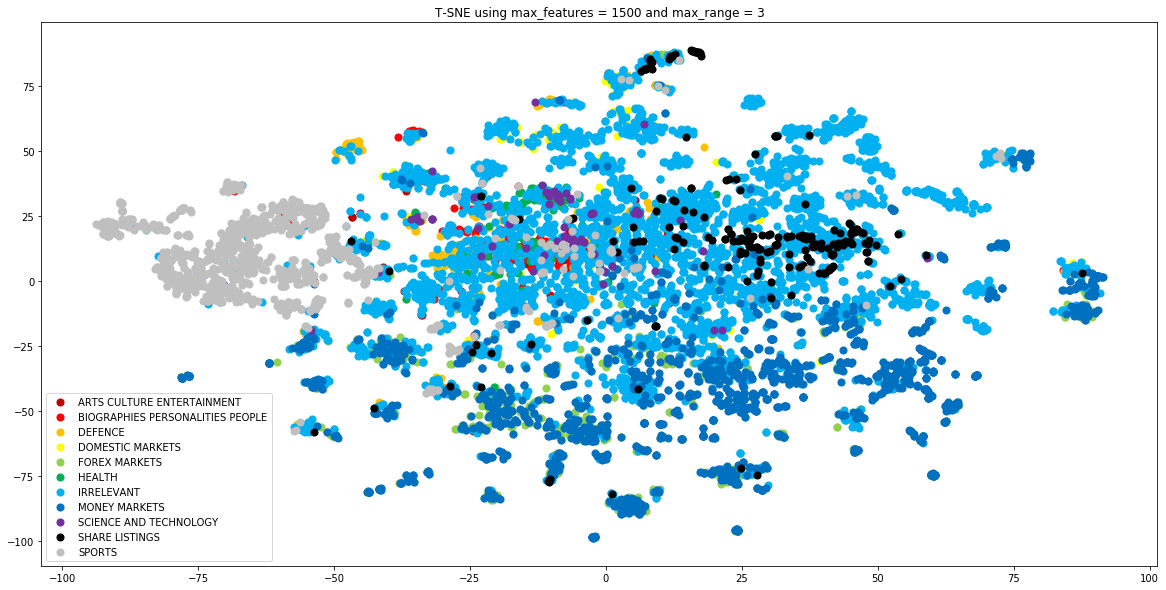 T-SNE using max_features = 1500 and max_range = 3
75
50
25
0
−25
−50
−75
−100
ARTS CULTURE ENTERTAINMENT
BIOGRAPHIES PERSONALITIES PEOPLE
DEFENCE
DOMESTIC MARKETS
FOREX MARKETS
HEALTH
IRRELEVANT
MONEY MARKETS
SCIENCE AND TECHNOLOGY
SHARE LISTINGS
SPORTS
−100 −75 −50 −25 0 25 50 75 100